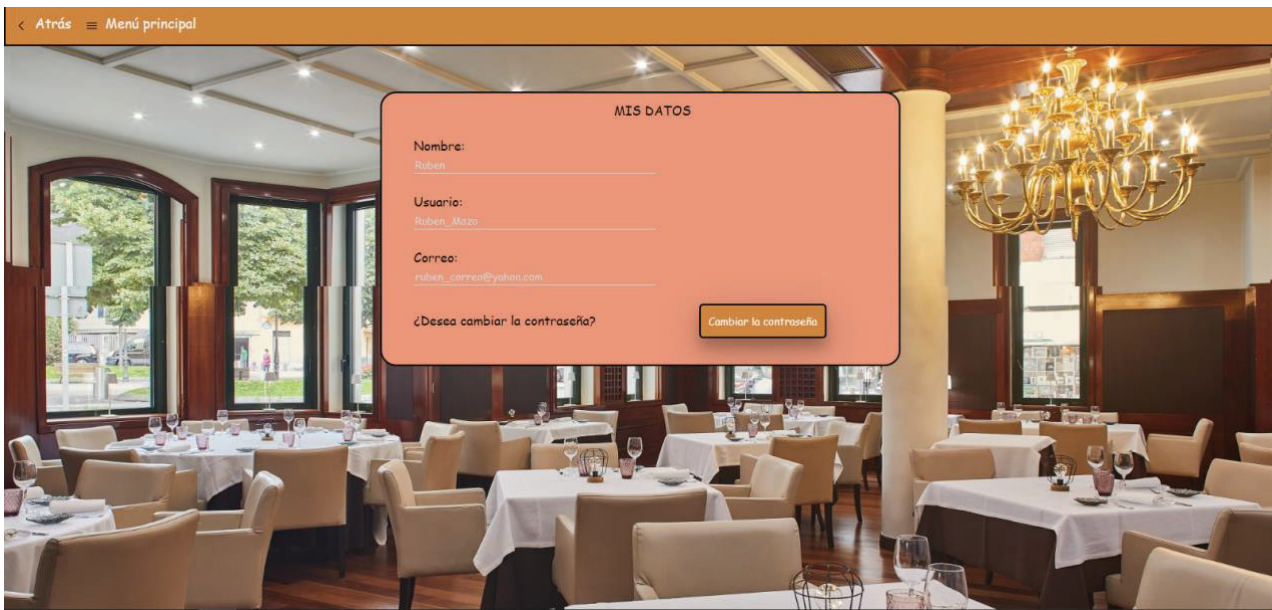 Atrás Menú principal
MIS DATOS
Nombre:
Ruben
Usuario:
Ruben_Mazo
Correo:
ruben_correo@yahoo.com
¿Desea cambiar la contraseña? Cambiar la contraseña